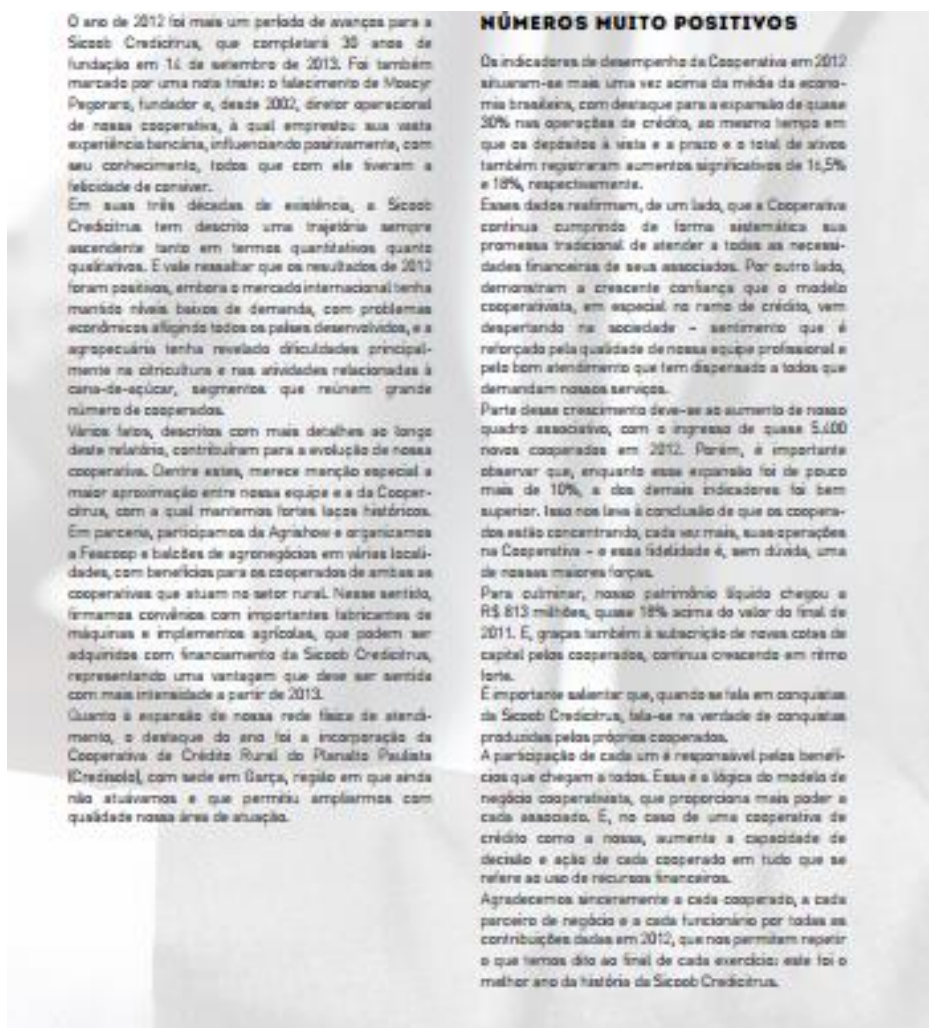 O ano de 2012 foi mais um período de avanços para a
Sicoob Credicitrus, que completará 30 anos de
fundação em 14 de setembro de 2013. Foi também
marcado por uma nota triste: o falecimento de Moacyr
Pegoraro, fundador e, desde 2002, diretor operacional
de nossa cooperativa, à qual emprestou sua vasta
experiência bancária, influenciando positivamente, com
seu conhecimento, todos que com ele tiveram a
felicidade de conviver.
Em suas três décadas de existência, a Sicoob
Credicitrus tem descrito uma trajetória sempre
ascendente tanto em termos quantitativos quanto
qualitativos. E vale ressaltar que os resultados de 2012
foram positivos, embora o mercado internacional tenha
mantido níveis baixos de demanda, com problemas
econômicos afligindo todos os países desenvolvidos, e a
agropecuária tenha revelado dificuldades principal-
mente na citricultura e nas atividades relacionadas à
cana-de-açúcar, segmentos que reúnem grande
número de cooperados.
Vários fatos, descritos com mais detalhes ao longo
deste relatório, contribuíram para a evolução de nossa
cooperativa. Dentre estes, merece menção especial a
maior aproximação entre nossa equipe e a da Cooper-
citrus, com a qual mantemos fortes laços históricos.
Em parceria, participamos da Agrishow e organizamos
a Feacoop e balcões de agronegócios em várias locali-
dades, com benefícios para os cooperados de ambas as
cooperativas que atuam no setor rural. Nesse sentido,
firmamos convênios com importantes fabricantes de
máquinas e implementos agrícolas, que podem ser
adquiridos com financiamento da Sicoob Credicitrus,
representando uma vantagem que deve ser sentida
com mais intensidade a partir de 2013.
Quanto à expansão de nossa rede física de atendi-
mento, o destaque do ano foi a incorporação da
Cooperativa de Crédito Rural do Planalto Paulista
(Credisolo), com sede em Garça, região em que ainda
não atuávamos e que permitiu ampliarmos com
qualidade nossa área de atuação.
NÚMEROS MUITO POSITIVOS
Os indicadores de desempenho da Cooperativa em 2012
situaram-se mais uma vez acima da média da econo-
mia brasileira, com destaque para a expansão de quase
30% nas operações de crédito, ao mesmo tempo em
que os depósitos à vista e a prazo e o total de ativos
também registraram aumentos significativos de 16,5%
e 18%, respectivamente.
Esses dados reafirmam, de um lado, que a Cooperativa
continua cumprindo de forma sistemática sua
promessa tradicional de atender a todas as necessi-
dades financeiras de seus associados. Por outro lado,
demonstram a crescente confiança que o modelo
cooperativista, em especial no ramo de crédito, vem
despertando na sociedade – sentimento que é
reforçado pela qualidade de nossa equipe profissional e
pelo bom atendimento que tem dispensado a todos que
demandam nossos serviços.
Parte desse crescimento deve-se ao aumento de nosso
quadro associativo, com o ingresso de quase 5.400
novos cooperados em 2012. Porém, é importante
observar que, enquanto essa expansão foi de pouco
mais de 10%, a dos demais indicadores foi bem
superior. Isso nos leva à conclusão de que os coopera-
dos estão concentrando, cada vez mais, suas operações
na Cooperativa – e essa fidelidade é, sem dúvida, uma
de nossas maiores forças.
Para culminar, nosso patrimônio líquido chegou a
R$ 813 milhões, quase 18% acima do valor do final de
2011. E, graças também à subscrição de novas cotas de
capital pelos cooperados, continua crescendo em ritmo
forte.
É importante salientar que, quando se fala em conquistas
da Sicoob Credicitrus, fala-se na verdade de conquistas
produzidas pelos próprios cooperados.
A participação de cada um é responsável pelos benefí-
cios que chegam a todos. Essa é a lógica do modelo de
negócio cooperativista, que proporciona mais poder a
cada associado. E, no caso de uma cooperativa de
crédito como a nossa, aumenta a capacidade de
decisão e ação de cada cooperado em tudo que se
refere ao uso de recursos financeiros.
Agradecemos sinceramente a cada cooperado, a cada
parceiro de negócio e a cada funcionário por todas as
contribuições dadas em 2012, que nos permitem repetir
o que temos dito ao final de cada exercício: este foi o
melhor ano da história da Sicoob Credicitrus.